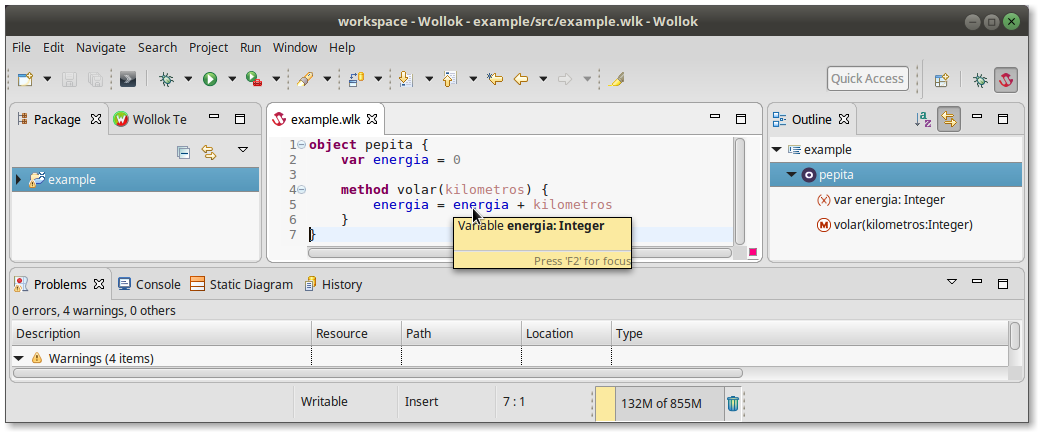 workspace - Wollok - example/src/example.wlk - Wollok
File Edit Navigate Search Project Run Window Help
Quick Access
Package
Wollok Te
example.wlk
Outline
example
1 object pepita {
2 var energia = 0
3
4 method volar(kilometros) {
5 energia = energia + kilometros
6 }
7 }
Variable energia: Integer
Press 'F2' for focus
example
pepita
var energia: Integer
volar(kilometros:Integer)
Problems Console Static Diagram History
0 errors, 4 warnings, 0 others
Description Resource Path Location Type
Warnings (4 items)
Writable Insert 7 : 1 132M of 855M